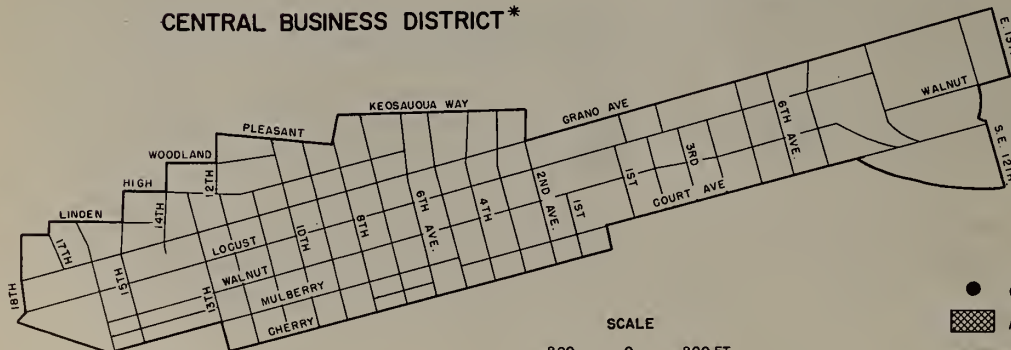 CENTRAL BUSINESS DISTRICT*
KEOSAUQUA WAY
GRAND AVE
PLEASANT
WOODLAND
HIGH
LINDEN
WALNUT
6TH AVE.
S.E. 12TH
12TH
14TH
17TH
15TH
18TH
13TH
LOCUST
WALNUT
MULBERRY
CHERRY
10TH
8TH
6TH AVE.
4TH
2ND AVE.
1ST
1ST
3RD
COURT AVE
SCALE
800 0 800 FT